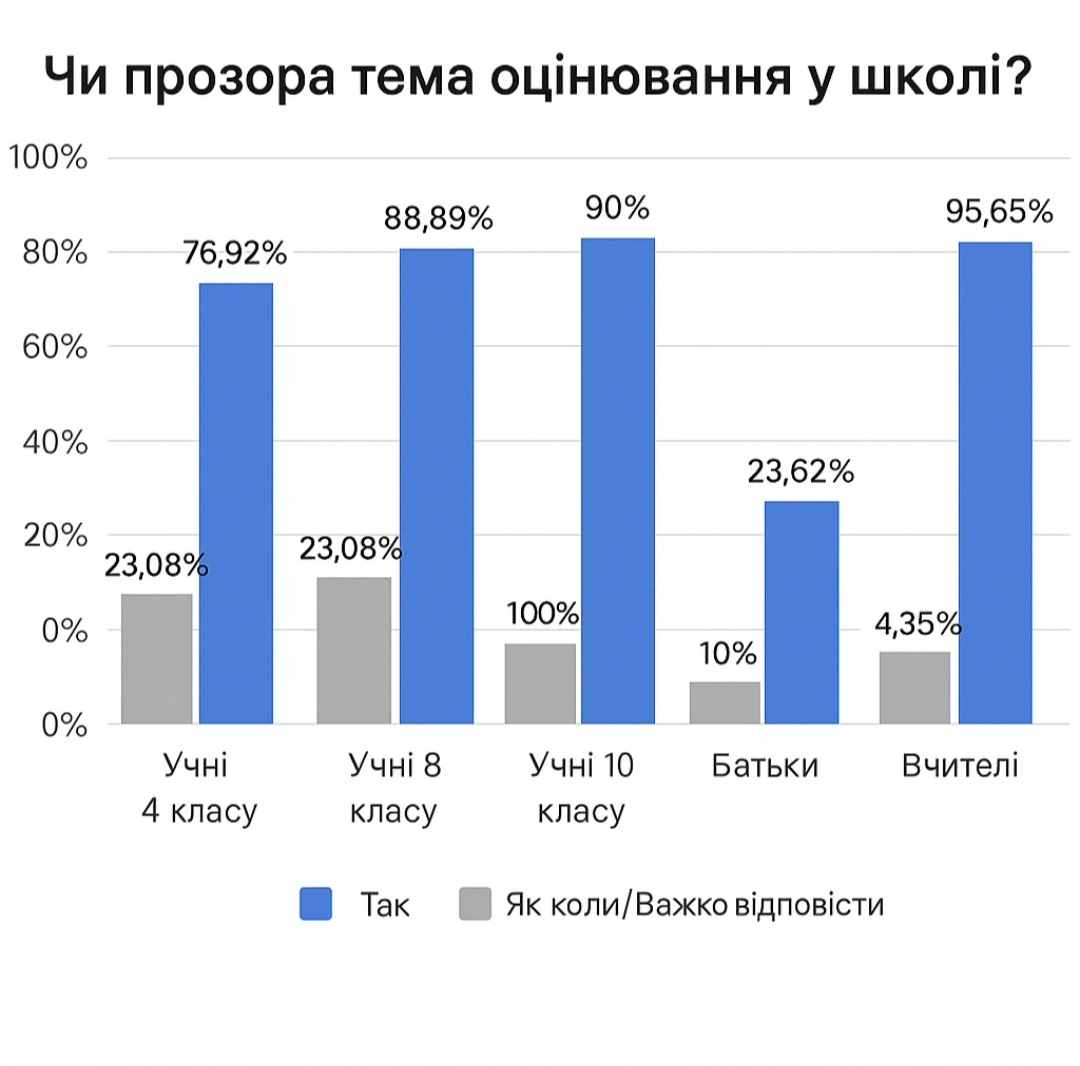 Чи прозора тема оцінювання у школі?
100%
80%
60%
40%
20%
0%
0%
23,08%
76,92%
23,08%
88,89%
100%
90%
10%
23,62%
4,35%
95,65%
Учні
4 класу
Учні 8
класу
Учні 10
класу
Батьки
Вчителі
Так
Як коли/Важко відповісти